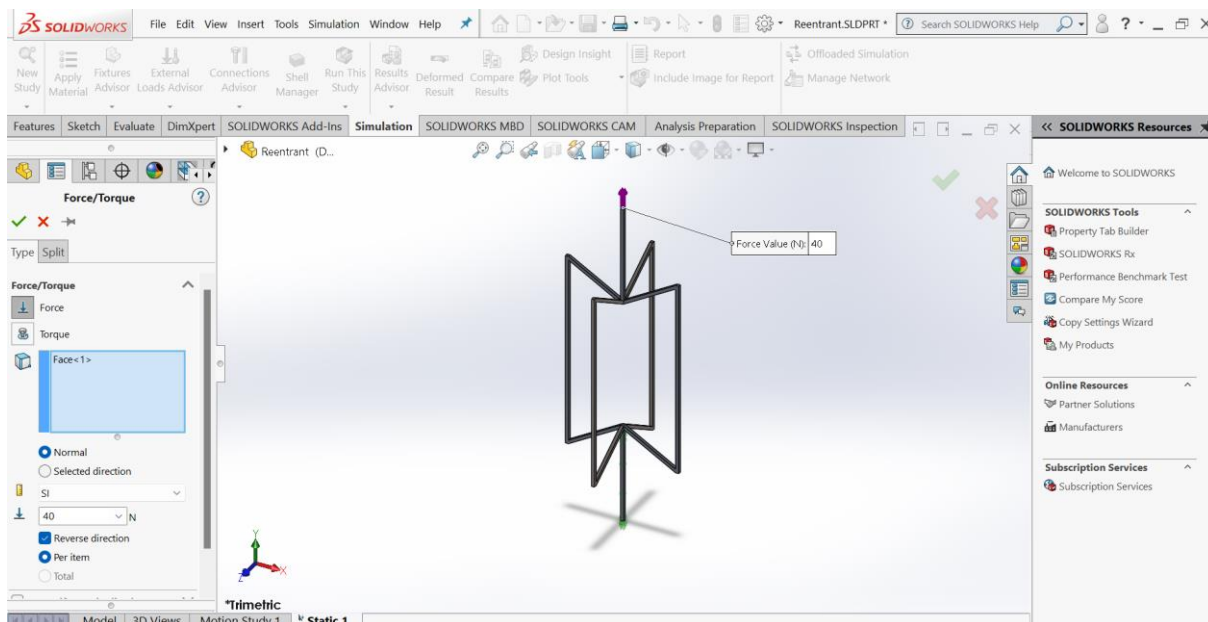 SOLIDWORKS File Edit View Insert Tools Simulation Window Help Reentrant.SLDPRT * Search SOLIDWORKS Help ?
New Study
Apply Material
Fixtures Advisor
External Loads Advisor
Connections Advisor
Shell Manager
Run This Study
Results Advisor
Deformed Result
Compare Results
Design Insight
Plot Tools
Report
Include Image for Report
Offloaded Simulation
Manage Network
Features Sketch Evaluate DimXpert SOLIDWORKS Add-Ins Simulation SOLIDWORKS MBD SOLIDWORKS CAM Analysis Preparation SOLIDWORKS Inspection
Reentrant (D...
Force/Torque
?
Type Split
Force/Torque
Force
Torque
Face<1>
Normal
Selected direction
SI
40 N
Reverse direction
Per item
Total
Force Value (N): 40
Y
X
Z
*Trimetric
Model 3D Views Motion Study 1 Static 1
<< SOLIDWORKS Resources
Welcome to SOLIDWORKS
SOLIDWORKS Tools
Property Tab Builder
SOLIDWORKS Rx
Performance Benchmark Test
Compare My Score
Copy Settings Wizard
My Products
Online Resources
Partner Solutions
Manufacturers
Subscription Services
Subscription Services